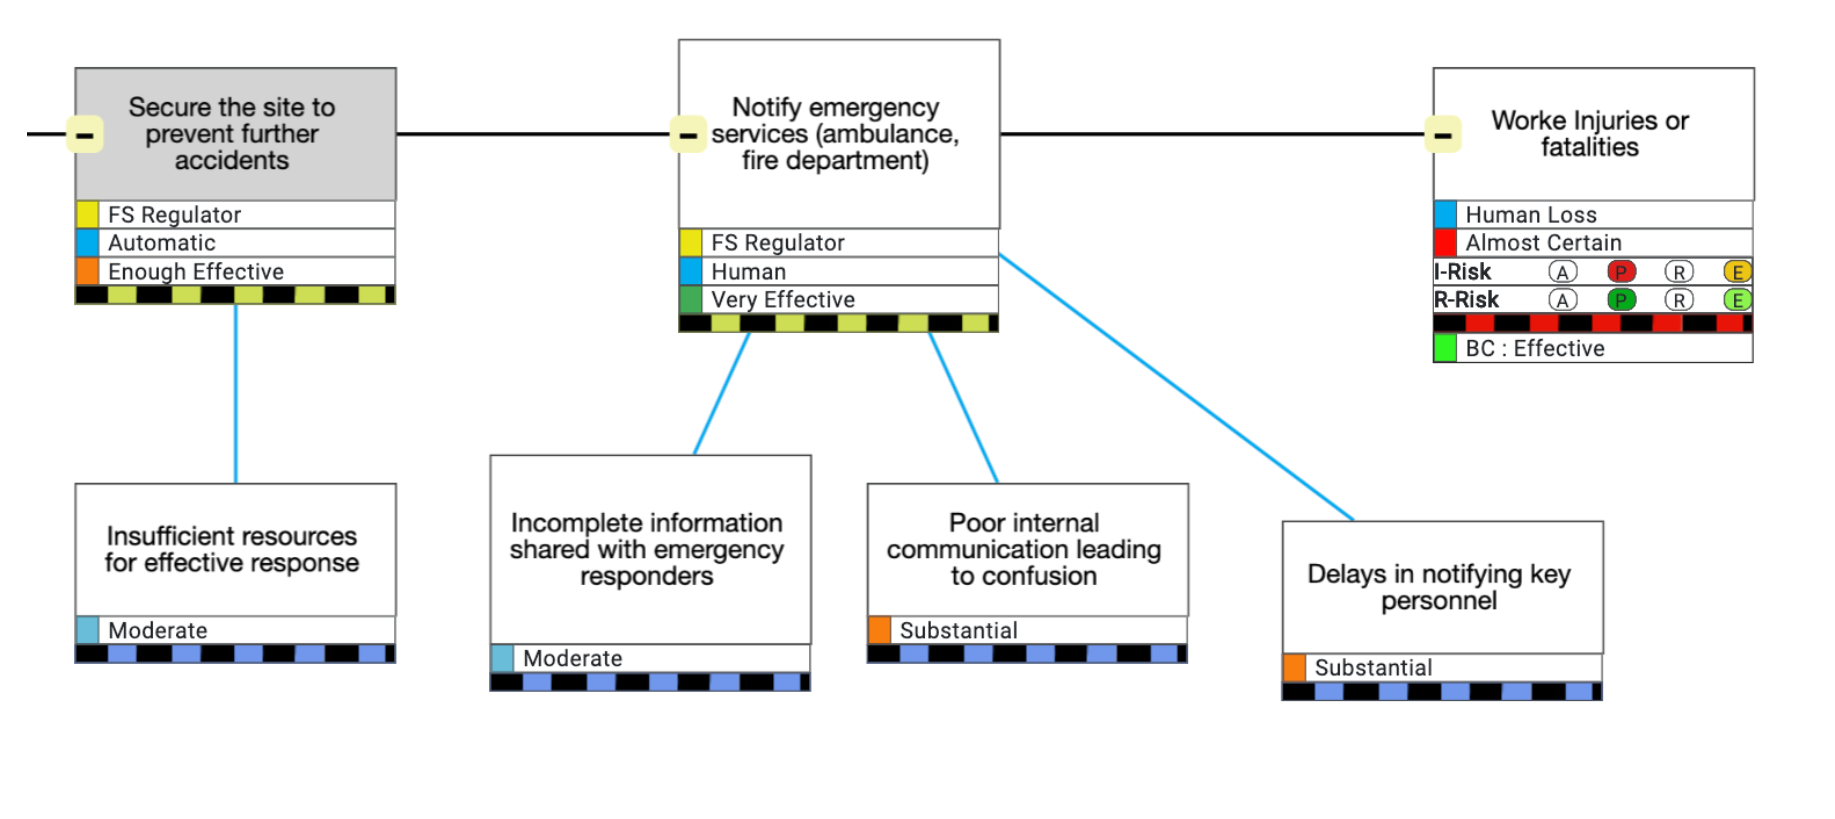 Secure the site to
prevent further
accidents
FS Regulator
Automatic
Enough Effective
Notify emergency
services (ambulance,
fire department)
FS Regulator
Human
Very Effective
Worke Injuries or
fatalities
Human Loss
Almost Certain
I-Risk A P R E
R-Risk A P R E
BC : Effective
Insufficient resources
for effective response
Moderate
Incomplete information
shared with emergency
responders
Moderate
Poor internal
communication leading
to confusion
Substantial
Delays in notifying key
personnel
Substantial